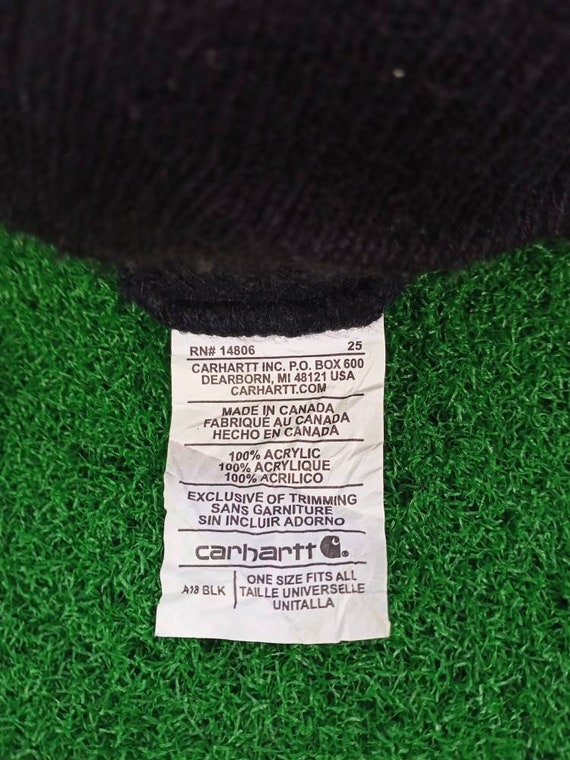 RN# 14806 25
CARHARTT INC. P.O. BOX 600
DEARBORN, MI 48121 USA
CARHARTT.COM
MADE IN CANADA
FABRIQUE AU CANADA
HECHO EN CANADA
100% ACRYLIC
100% ACRYLIQUE
100% ACRILICO
EXCLUSIVE OF TRIMMING
SANS GARNITURE
SIN INCLUIR ADORNO
carhartt
A18 BLK
ONE SIZE FITS ALL
TAILLE UNIVERSELLE
UNITALLA